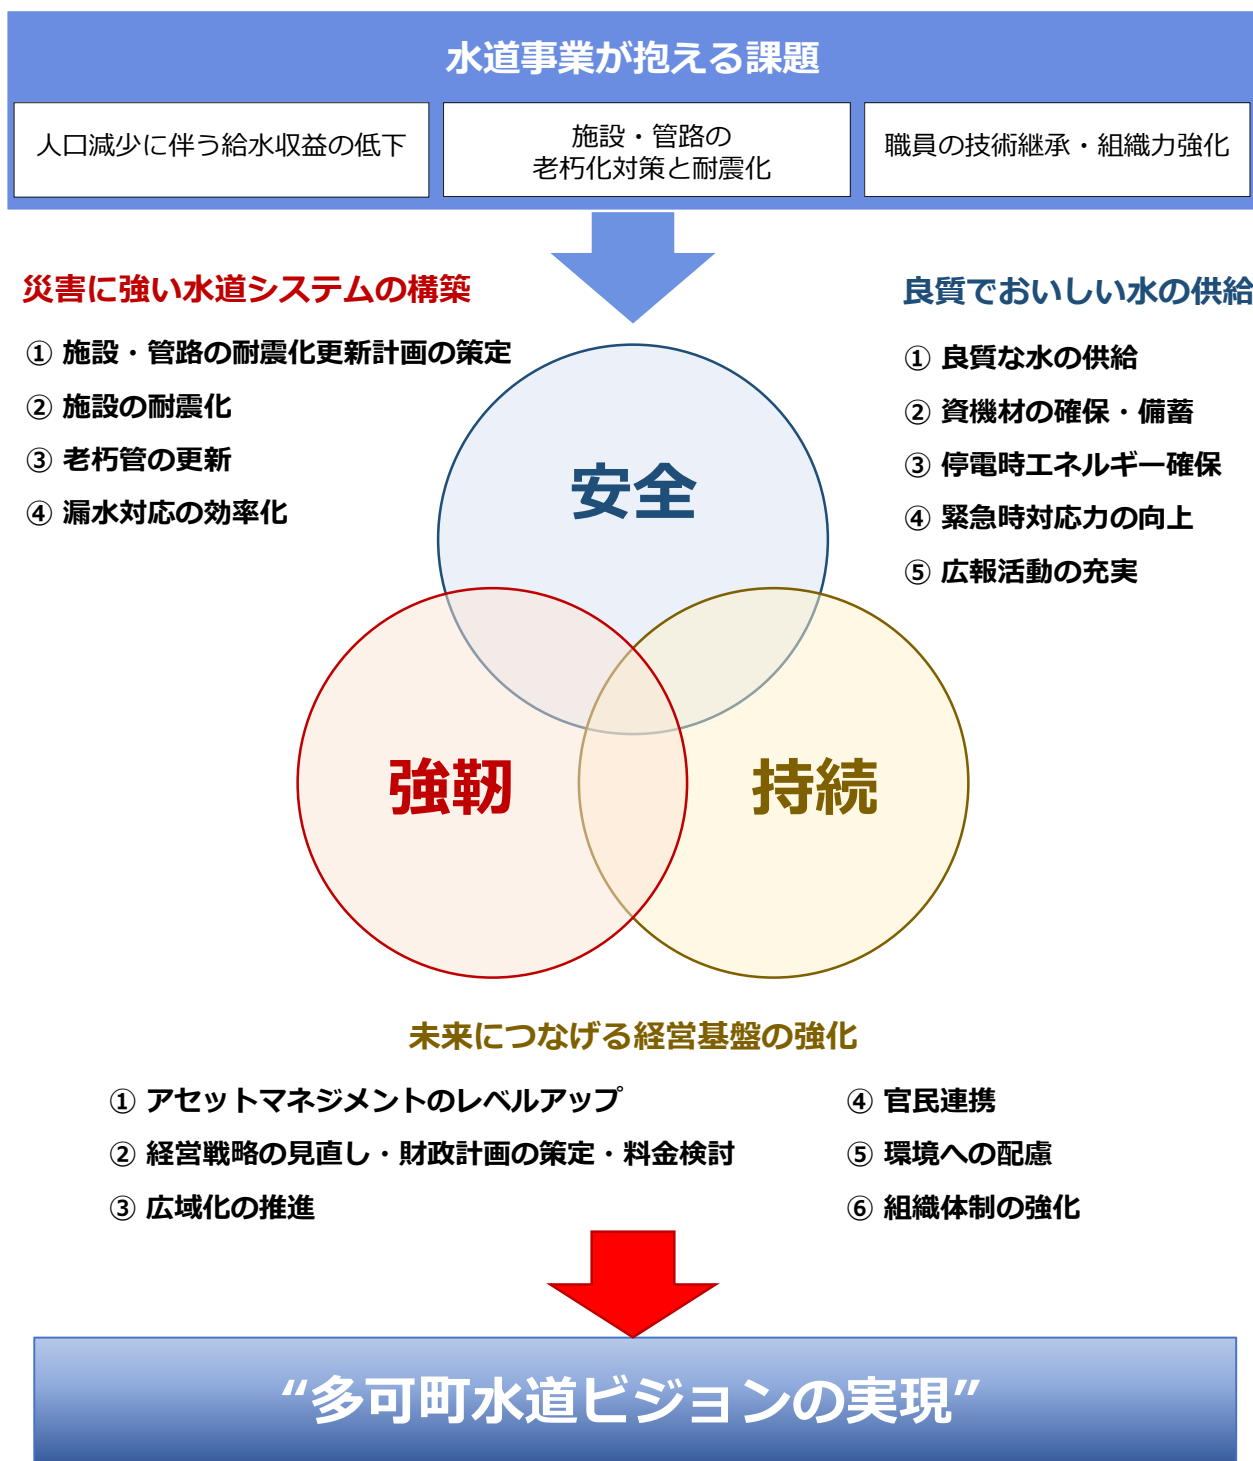 水道事業が抱える課題
人口減少に伴う給水収益の低下
施設・管路の
老朽化対策と耐震化
職員の技術継承・組織力強化
災害に強い水道システムの構築
① 施設・管路の耐震化更新計画の策定
② 施設の耐震化
③ 老朽管の更新
④ 漏水対応の効率化
良質でおいしい水の供給
① 良質な水の供給
② 資機材の確保・備蓄
③ 停電時エネルギー確保
④ 緊急時対応力の向上
⑤ 広報活動の充実
安全
強靭
持続
未来につなげる経営基盤の強化
① アセットマネジメントのレベルアップ
② 経営戦略の見直し・財政計画の策定・料金検討
③ 広域化の推進
④ 官民連携
⑤ 環境への配慮
⑥ 組織体制の強化
“多可町水道ビジョンの実現”